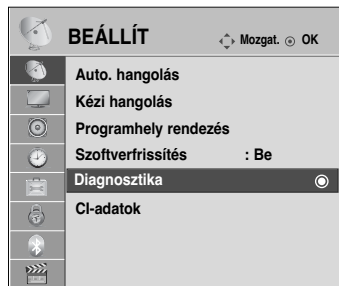 BEÁLLÍT Mozgat. OK
Auto. hangolás
Kézi hangolás
Programhely rendezés
Szoftverfrissítés : Be
Diagnosztika
CI-adatok